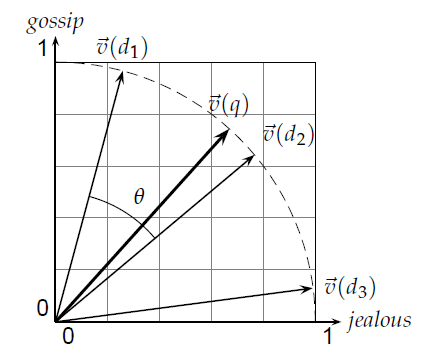 gossip
1
v⃗(d₁)
v⃗(q)
v⃗(d₂)
θ
v⃗(d₃)
0
0
1
jealous